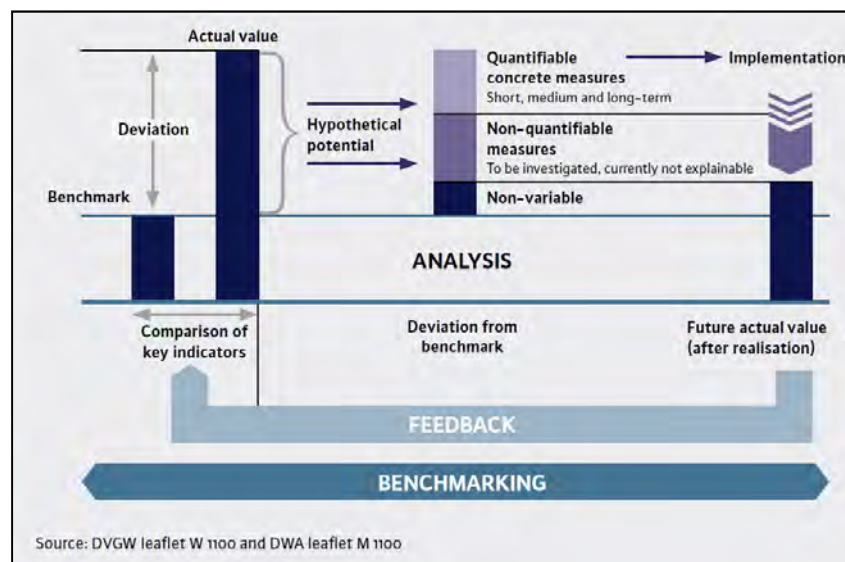 Actual value
Quantifiable
concrete measures
Short, medium and long-term
Implementation
Deviation
Hypothetical
potential
Non-quantifiable
measures
To be investigated, currently not explainable
Benchmark
Non-variable
ANALYSIS
Comparison of
key indicators
Deviation from
benchmark
Future actual value
(after realisation)
FEEDBACK
BENCHMARKING
Source: DVGW leaflet W 1100 and DWA leaflet M 1100